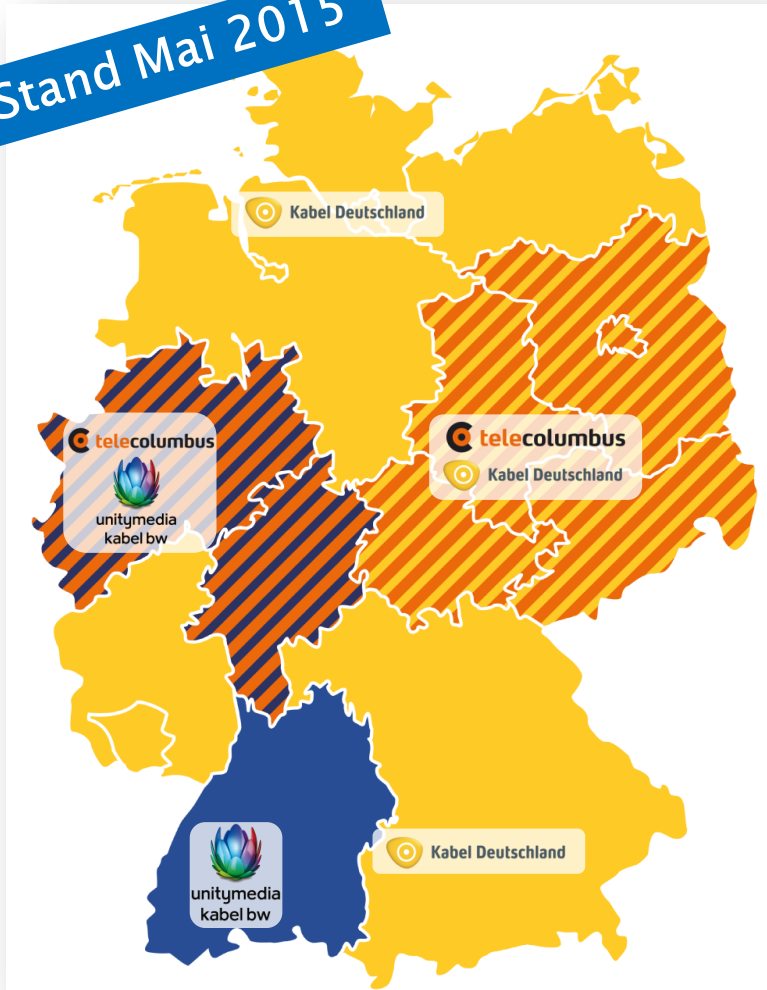 Stand Mai 2015
Kabel Deutschland
telecolumbus
unitymedia
kabel bw
telecolumbus
Kabel Deutschland
unitymedia
kabel bw
Kabel Deutschland